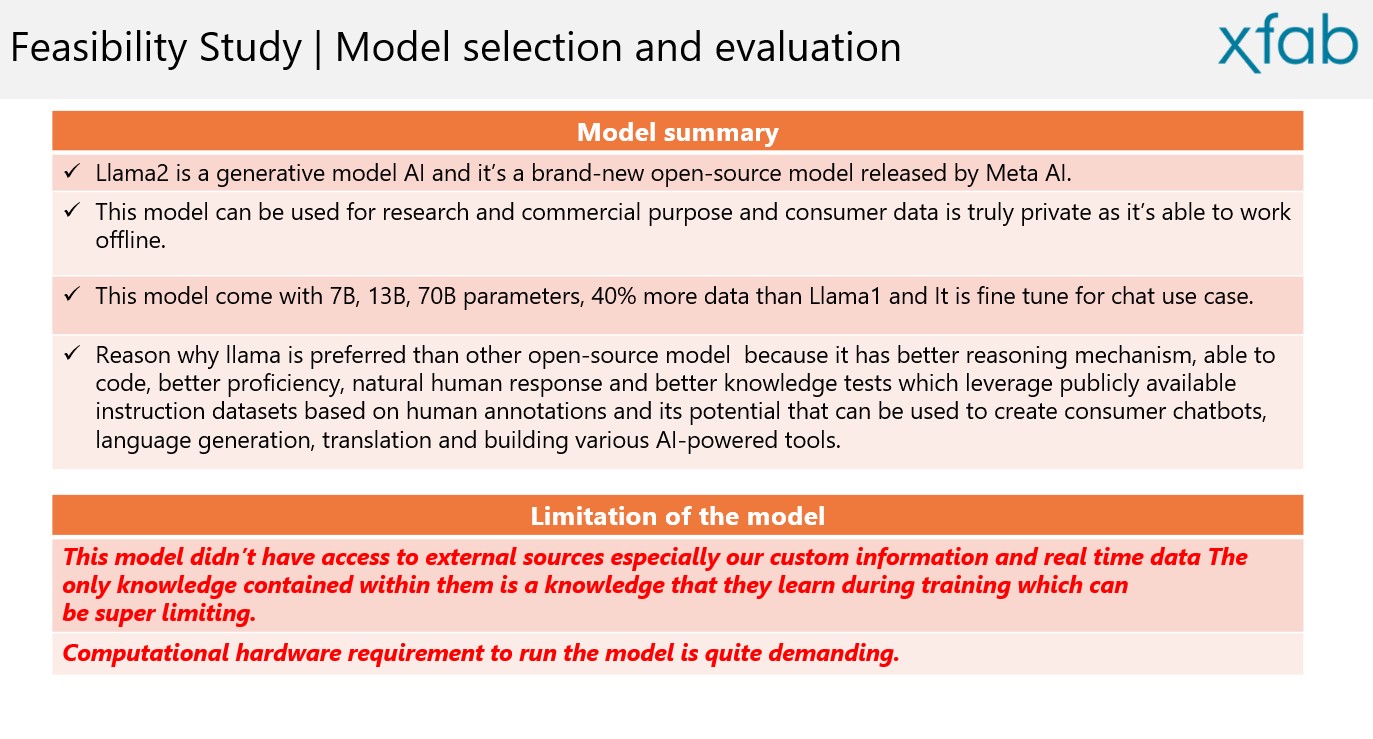 Feasibility Study | Model selection and evaluation
xfab
Model summary
✓ Llama2 is a generative model AI and it’s a brand-new open-source model released by Meta AI.
✓ This model can be used for research and commercial purpose and consumer data is truly private as it’s able to work
offline.
✓ This model come with 7B, 13B, 70B parameters, 40% more data than Llama1 and It is fine tune for chat use case.
✓ Reason why llama is preferred than other open-source model  because it has better reasoning mechanism, able to
code, better proficiency, natural human response and better knowledge tests which leverage publicly available
instruction datasets based on human annotations and its potential that can be used to create consumer chatbots,
language generation, translation and building various AI-powered tools.
Limitation of the model
This model didn’t have access to external sources especially our custom information and real time data The
only knowledge contained within them is a knowledge that they learn during training which can
be super limiting.
Computational hardware requirement to run the model is quite demanding.